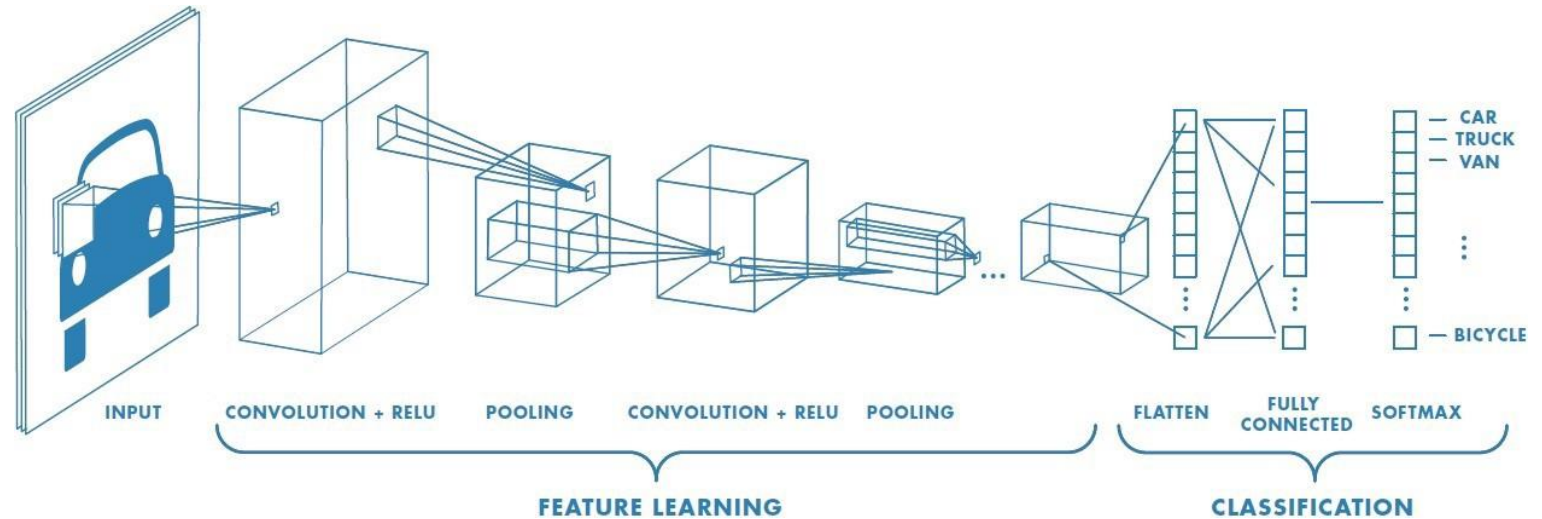 CAR
TRUCK
VAN
BICYCLE
INPUT
CONVOLUTION + RELU
POOLING
CONVOLUTION + RELU
POOLING
FLATTEN
FULLY
CONNECTED
SOFTMAX
FEATURE LEARNING
CLASSIFICATION